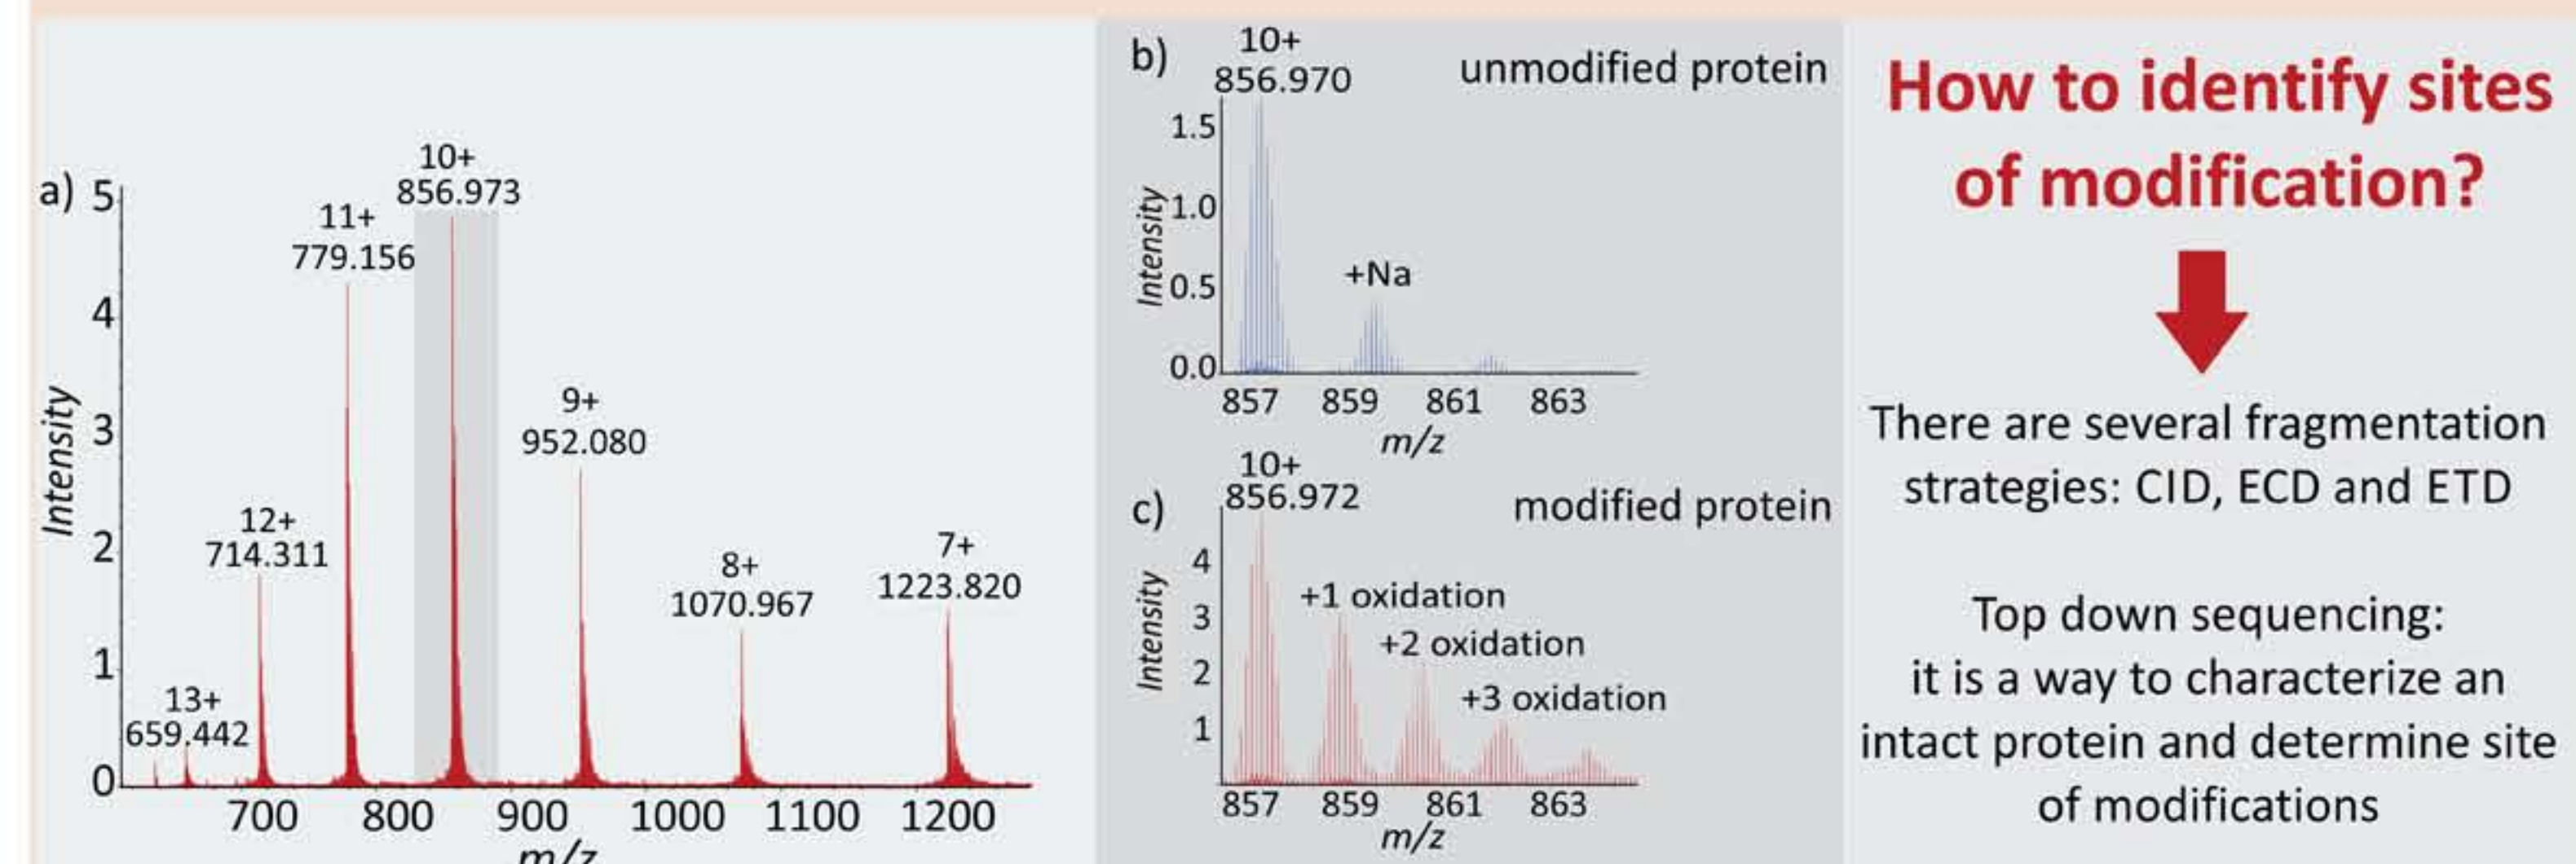 a)
5
4
3
2
1
0
Intensity
13+
659.442
12+
714.311
11+
779.156
10+
856.973
9+
952.080
8+
1070.967
7+
1223.820
700 800 900 1000 1100 1200
m/z
b)
10+
856.970
unmodified protein
1.5
1.0
0.5
0.0
Intensity
+Na
857 859 861 863
m/z
c)
10+
856.972
modified protein
4
3
2
1
Intensity
+1 oxidation
+2 oxidation
+3 oxidation
857 859 861 863
m/z
How to identify sites
of modification?
There are several fragmentation
strategies: CID, ECD and ETD
Top down sequencing:
it is a way to characterize an
intact protein and determine site
of modifications